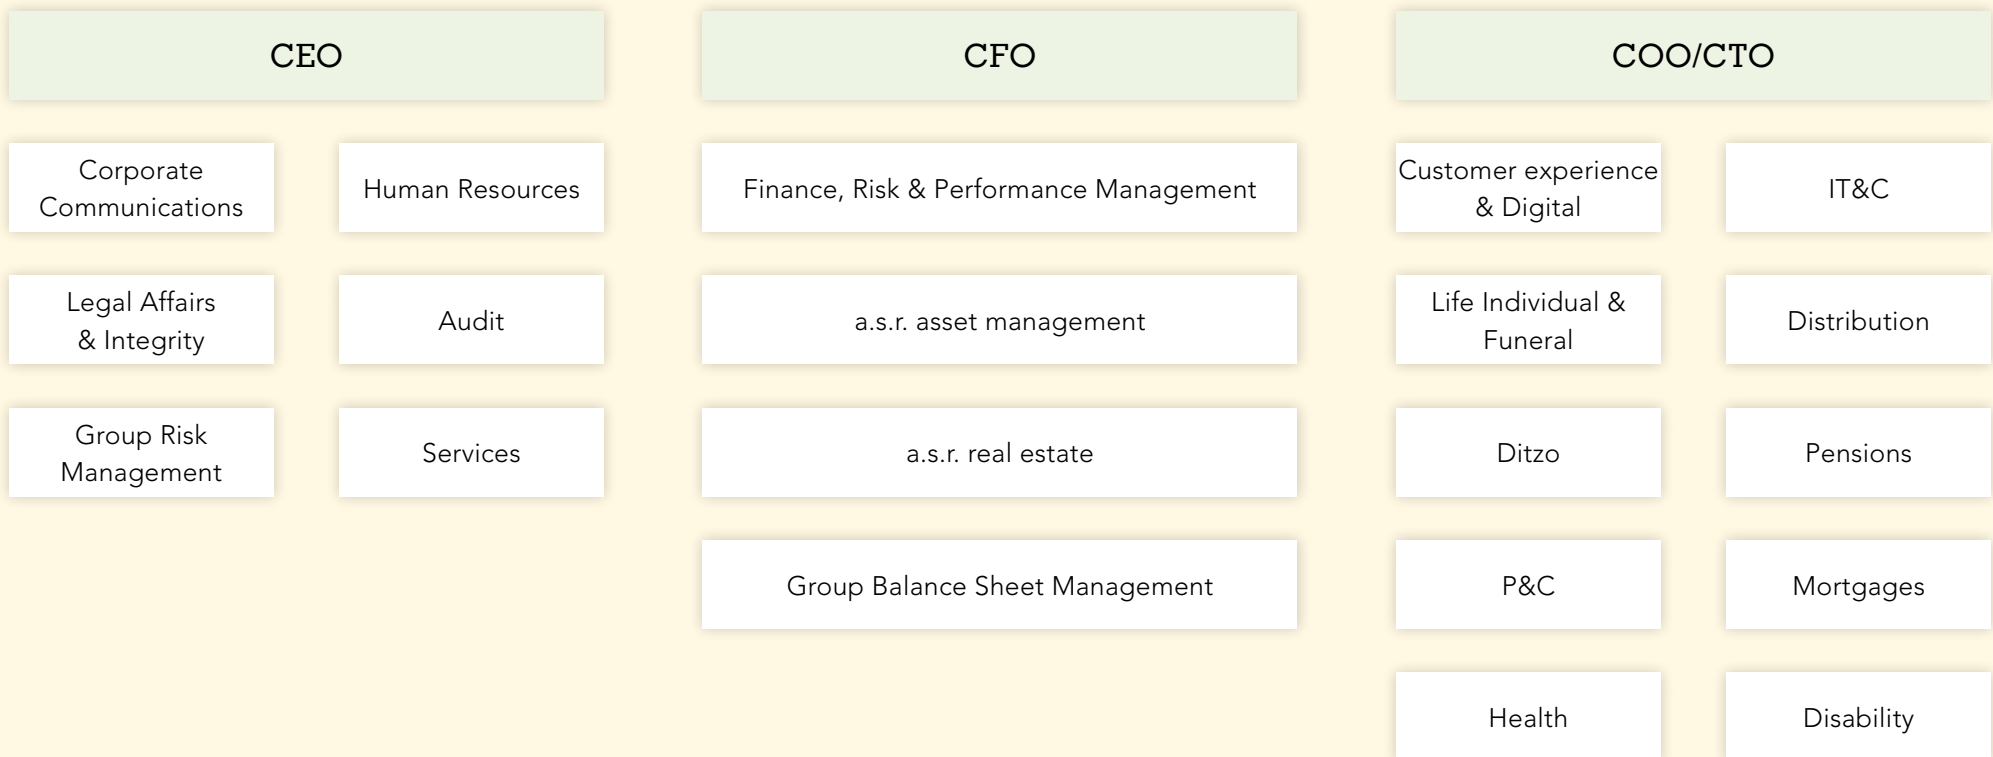 CEO
Corporate
Communications
Human Resources
Legal Affairs
& Integrity
Audit
Group Risk
Management
Services
CFO
Finance, Risk & Performance Management
a.s.r. asset management
a.s.r. real estate
Group Balance Sheet Management
COO/CTO
Customer experience
& Digital
IT&C
Life Individual &
Funeral
Distribution
Ditzo
Pensions
P&C
Mortgages
Health
Disability